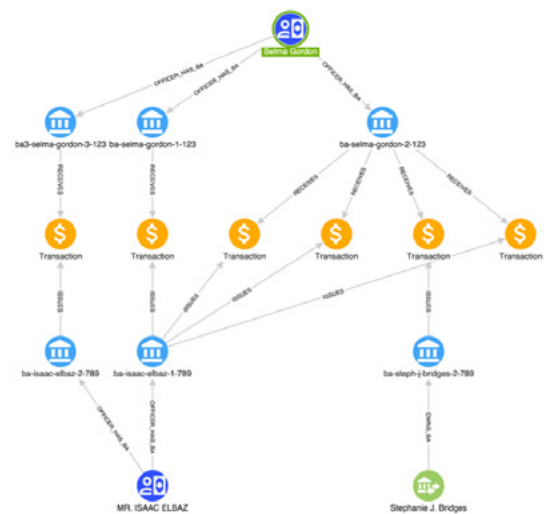 Selma Gordon
OFFICER_HAS_BA
OFFICER_HAS_BA
OFFICER_HAS_BA
ba3-selma-gordon-3-123
ba-selma-gordon-1-123
ba-selma-gordon-2-123
RECEIVES
RECEIVES
RECEIVES
RECEIVES
RECEIVES
RECEIVES
Transaction
Transaction
Transaction
Transaction
Transaction
Transaction
ISSUES
ISSUES
ISSUES
ISSUES
ISSUES
ISSUES
ba-isaac-elbaz-2-789
ba-isaac-elbaz-1-789
ba-steph-j-bridges-2-789
OFFICER_HAS_BA
OFFICER_HAS_BA
OWNS_BA
MR. ISAAC ELBAZ
Stephanie J. Bridges